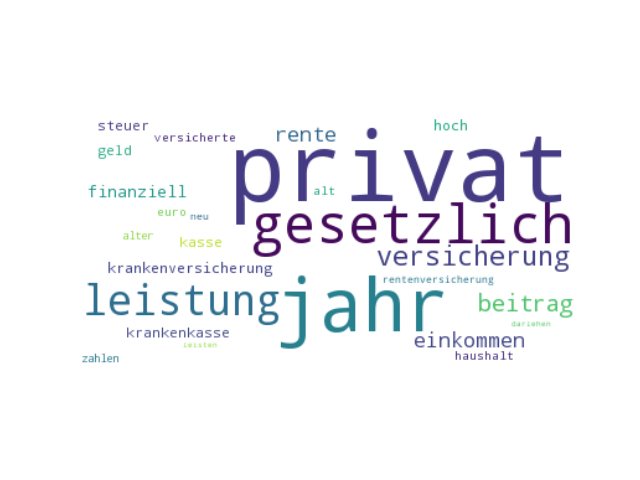 steuer
versicherte
rente
hoch
geld
privat
finanziell
alt
euro
neu
gesetzlich
alter
kasse
versicherung
krankenversicherung
rentenversicherung
leistung
jahr
beitrag
darlehen
krankenkasse
einkommen
leisten
haushalt
zahlen